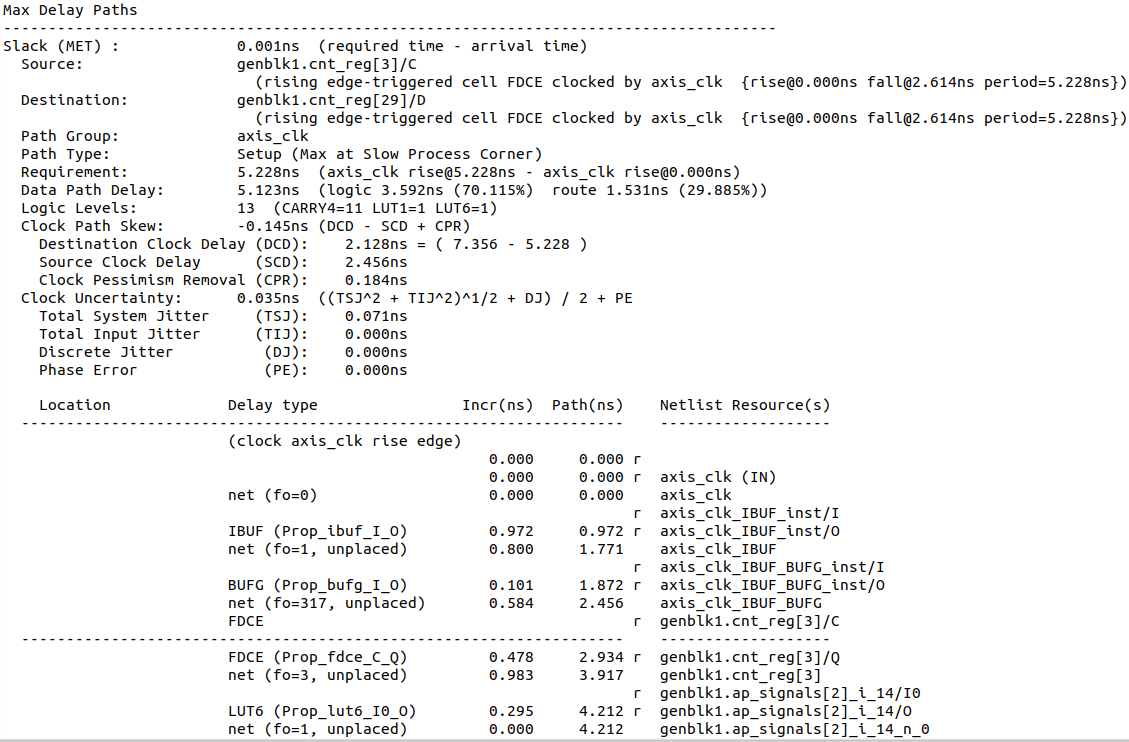 Max Delay Paths
--------------------------------------------------------------------------------------
Slack (MET) :             0.001ns  (required time - arrival time)
  Source:                 genblk1.cnt_reg[3]/C
                            (rising edge-triggered cell FDCE clocked by axis_clk  {rise@0.000ns fall@2.614ns period=5.228ns})
  Destination:            genblk1.cnt_reg[29]/D
                            (rising edge-triggered cell FDCE clocked by axis_clk  {rise@0.000ns fall@2.614ns period=5.228ns})
  Path Group:             axis_clk
  Path Type:              Setup (Max at Slow Process Corner)
  Requirement:            5.228ns  (axis_clk rise@5.228ns - axis_clk rise@0.000ns)
  Data Path Delay:        5.123ns  (logic 3.592ns (70.115%)  route 1.531ns (29.885%))
  Logic Levels:           13  (CARRY4=11 LUT1=1 LUT6=1)
  Clock Path Skew:        -0.145ns (DCD - SCD + CPR)
    Destination Clock Delay (DCD):    2.128ns = ( 7.356 - 5.228 )
    Source Clock Delay      (SCD):    2.456ns
    Clock Pessimism Removal (CPR):    0.184ns
  Clock Uncertainty:      0.035ns  ((TSJ^2 + TIJ^2)^1/2 + DJ) / 2 + PE
    Total System Jitter     (TSJ):    0.071ns
    Total Input Jitter      (TIJ):    0.000ns
    Discrete Jitter          (DJ):    0.000ns
    Phase Error              (PE):    0.000ns

    Location             Delay type                Incr(ns)  Path(ns)    Netlist Resource(s)
  -------------------------------------------------------------------    -------------------
                         (clock axis_clk rise edge)
                                                      0.000     0.000 r
                                                      0.000     0.000 r  axis_clk (IN)
                         net (fo=0)                   0.000     0.000    axis_clk
                                                                      r  axis_clk_IBUF_inst/I
                         IBUF (Prop_ibuf_I_O)         0.972     0.972 r  axis_clk_IBUF_inst/O
                         net (fo=1, unplaced)         0.800     1.771    axis_clk_IBUF
                                                                      r  axis_clk_IBUF_BUFG_inst/I
                         BUFG (Prop_bufg_I_O)         0.101     1.872 r  axis_clk_IBUF_BUFG_inst/O
                         net (fo=317, unplaced)       0.584     2.456    axis_clk_IBUF_BUFG
                         FDCE                                         r  genblk1.cnt_reg[3]/C
  -------------------------------------------------------------------    -------------------
                         FDCE (Prop_fdce_C_Q)         0.478     2.934 r  genblk1.cnt_reg[3]/Q
                         net (fo=3, unplaced)         0.983     3.917    genblk1.cnt_reg[3]
                                                                      r  genblk1.ap_signals[2]_i_14/I0
                         LUT6 (Prop_lut6_I0_O)        0.295     4.212 r  genblk1.ap_signals[2]_i_14/O
                         net (fo=1, unplaced)         0.000     4.212    genblk1.ap_signals[2]_i_14_n_0